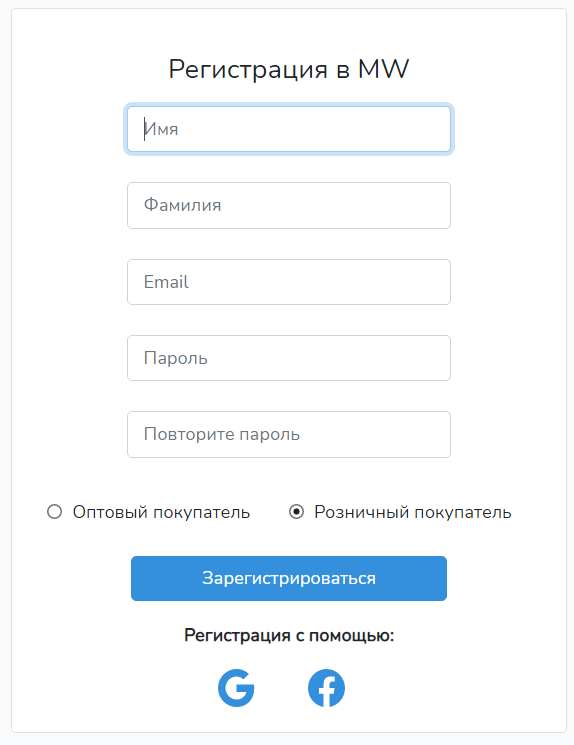 Регистрация в MW
Имя
Фамилия
Email
Пароль
Повторите пароль
Оптовый покупатель Розничный покупатель
Зарегистрироваться
Регистрация с помощью: